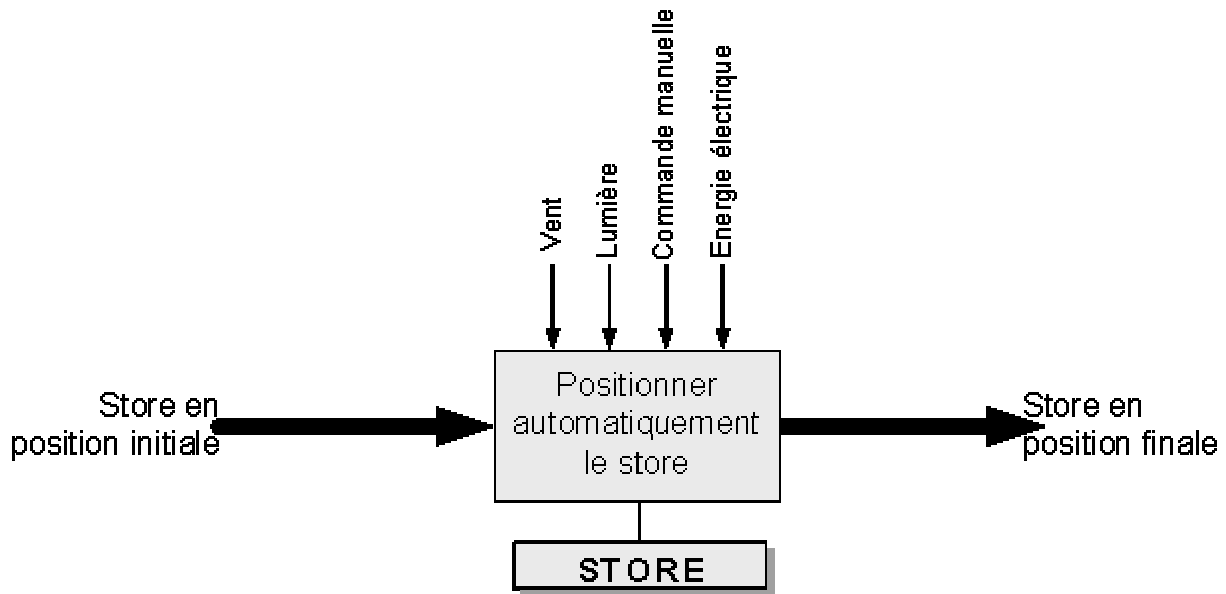 Vent
Lumière
Commande manuelle
Energie électrique
Store en
position initiale
Positionner
automatiquement
le store
Store en
position finale
STORE